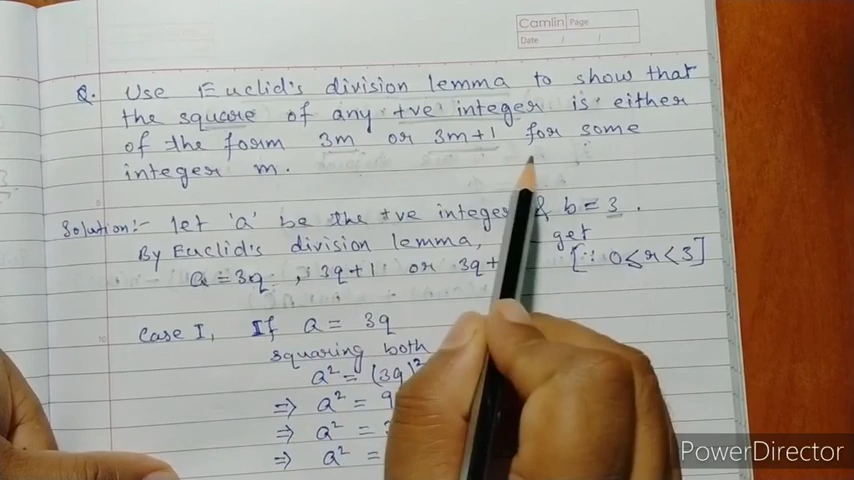 Camlin Page
Date / /
Q. Use Euclid's division lemma to show that
the square of any +ve integer is either
of the form 3m or 3m+1 for some
integer m.
Solution:- let 'a' be the +ve integer & b = 3.
By Euclid's division lemma, get
a = 3q, 3q+1 or 3q+ [∵ 0≤r<3]
Case I, If a = 3q
squaring both
a² = (3q)²
⇒ a² = 9
⇒ a² =
⇒ a² =
PowerDirector